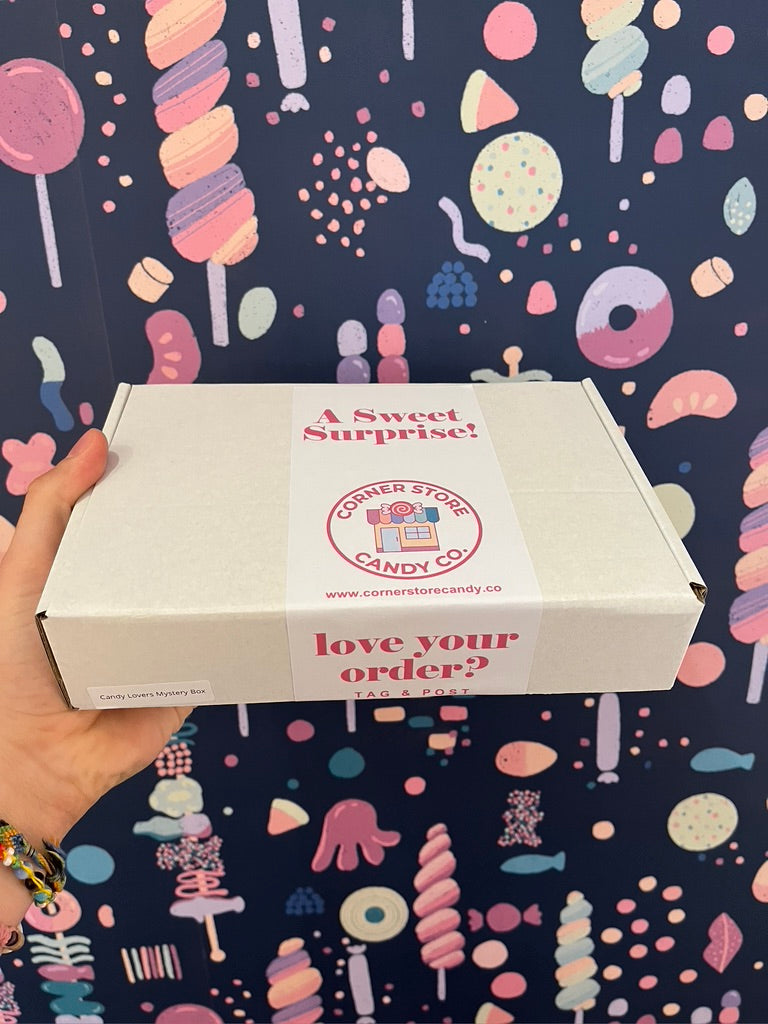 A Sweet
Surprise!
CORNER STORE
CANDY CO.
www.cornerstorecandy.co
love your
order?
TAG & POST
Candy Lovers Mystery Box